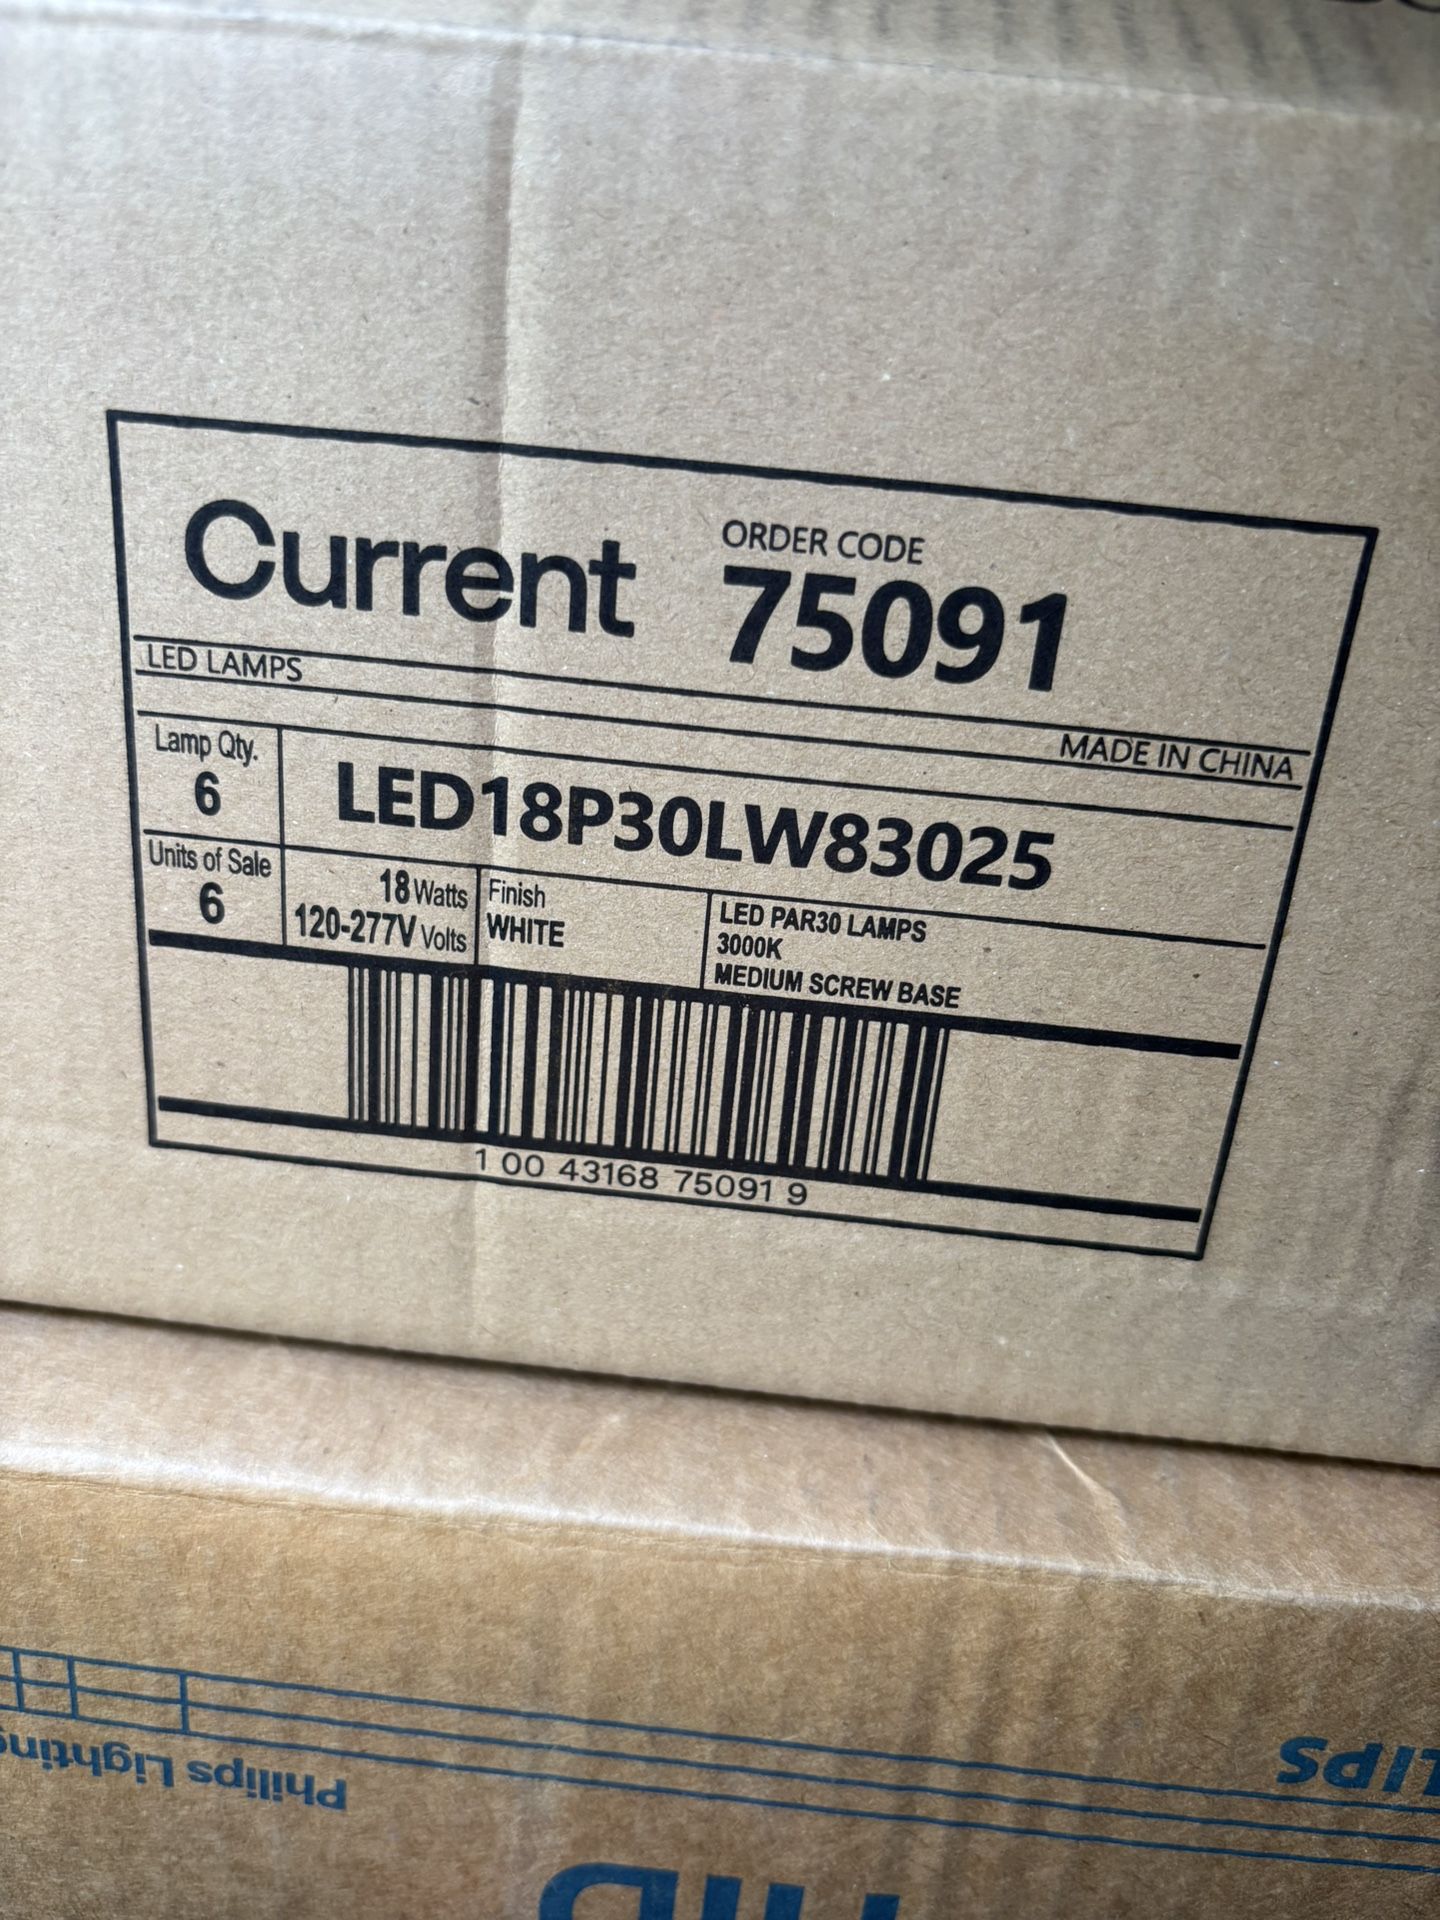 Current
ORDER CODE
75091
LED LAMPS
MADE IN CHINA
Lamp Qty.
6
LED18P30LW83025
Units of Sale
6
18 Watts
120-277V Volts
Finish
WHITE
LED PAR30 LAMPS
3000K
MEDIUM SCREW BASE
1 00 43168 75091 9
Philips Lighting